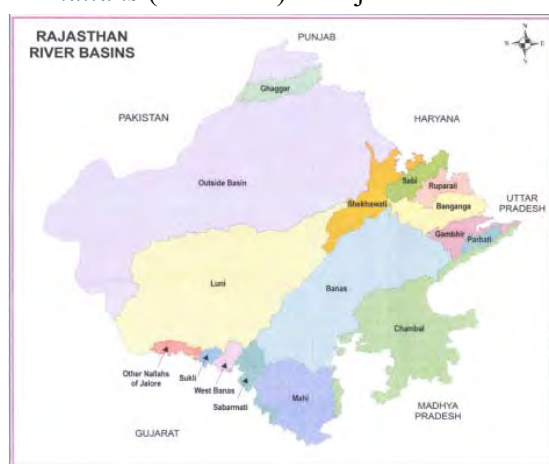 RAJASTHAN
RIVER BASINS
PUNJAB
N
Ghaggar
PAKISTAN
HARYANA
Outside Basin
Sabi
Ruparail
Shekhawati
UTTAR
PRADESH
Banganga
Gambhir
Parbati
Luni
Banas
Chambal
Other Nallahs
of Jalore
Sukli
West Banas
Sabarmati
Mahi
GUJARAT
MADHYA
PRADESH